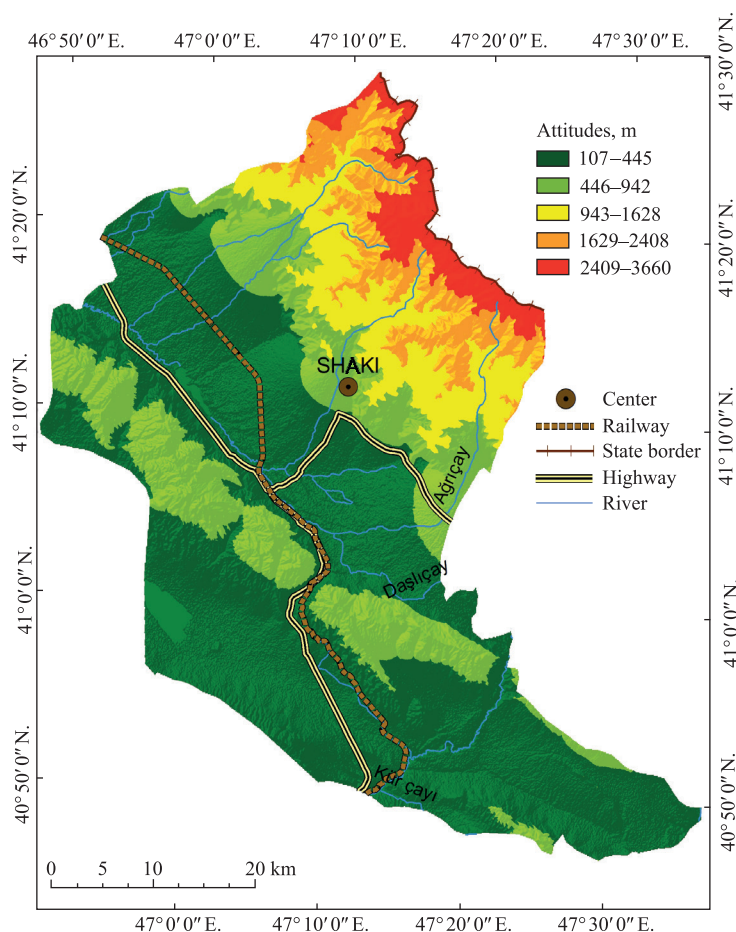 46°50′0″E.
47°0′0″E.
47°10′0″E.
47°20′0″E.
47°30′0″E.
41°30′0″N.
41°20′0″N.
41°20′0″N.
41°10′0″N.
41°10′0″N.
41°0′0″N.
41°0′0″N.
40°50′0″N.
40°50′0″N.
Attitudes, m
107–445
446–942
943–1628
1629–2408
2409–3660
SHAKI
Center
Railway
State border
Highway
River
Ağrıçay
Daşlıçay
Kür çayı
0 5 10 20 km
47°0′0″E.
47°10′0″E.
47°20′0″E.
47°30′0″E.